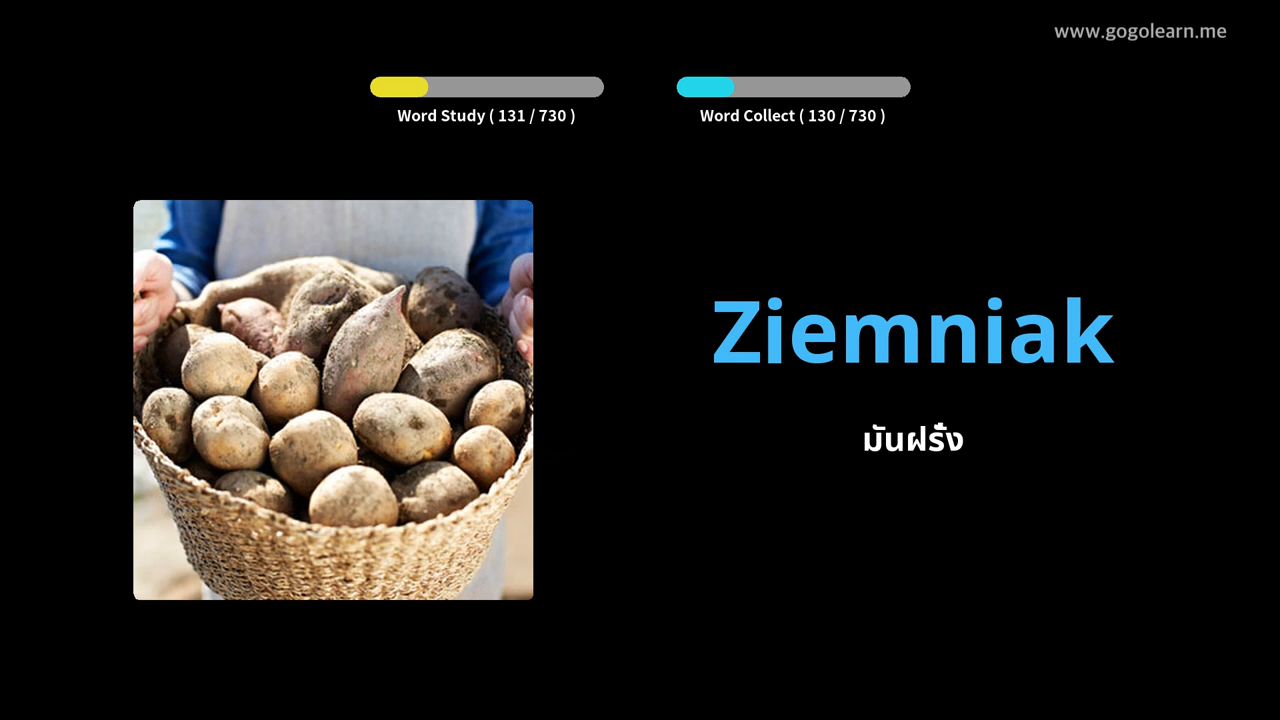 www.gogolearn.me
Word Study ( 131 / 730 )
Word Collect ( 130 / 730 )
Ziemniak
มันฝรั่ง